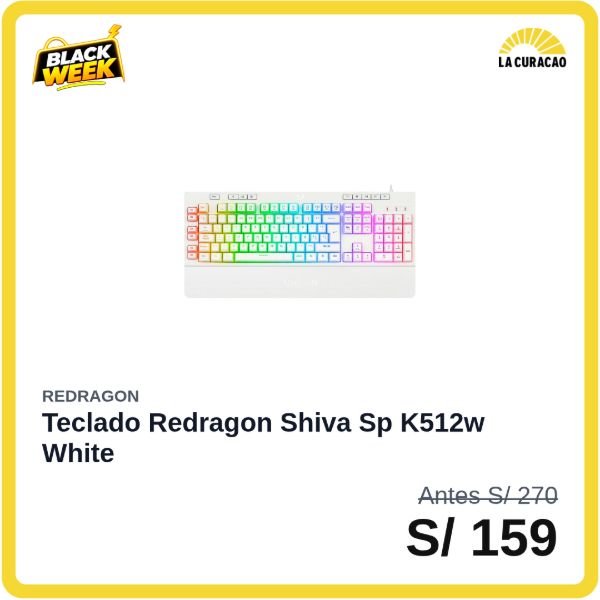 BLACK
WEEK
LA CURACAO
REDRAGON
Teclado Redragon Shiva Sp K512w
White
Antes S/ 270
S/ 159